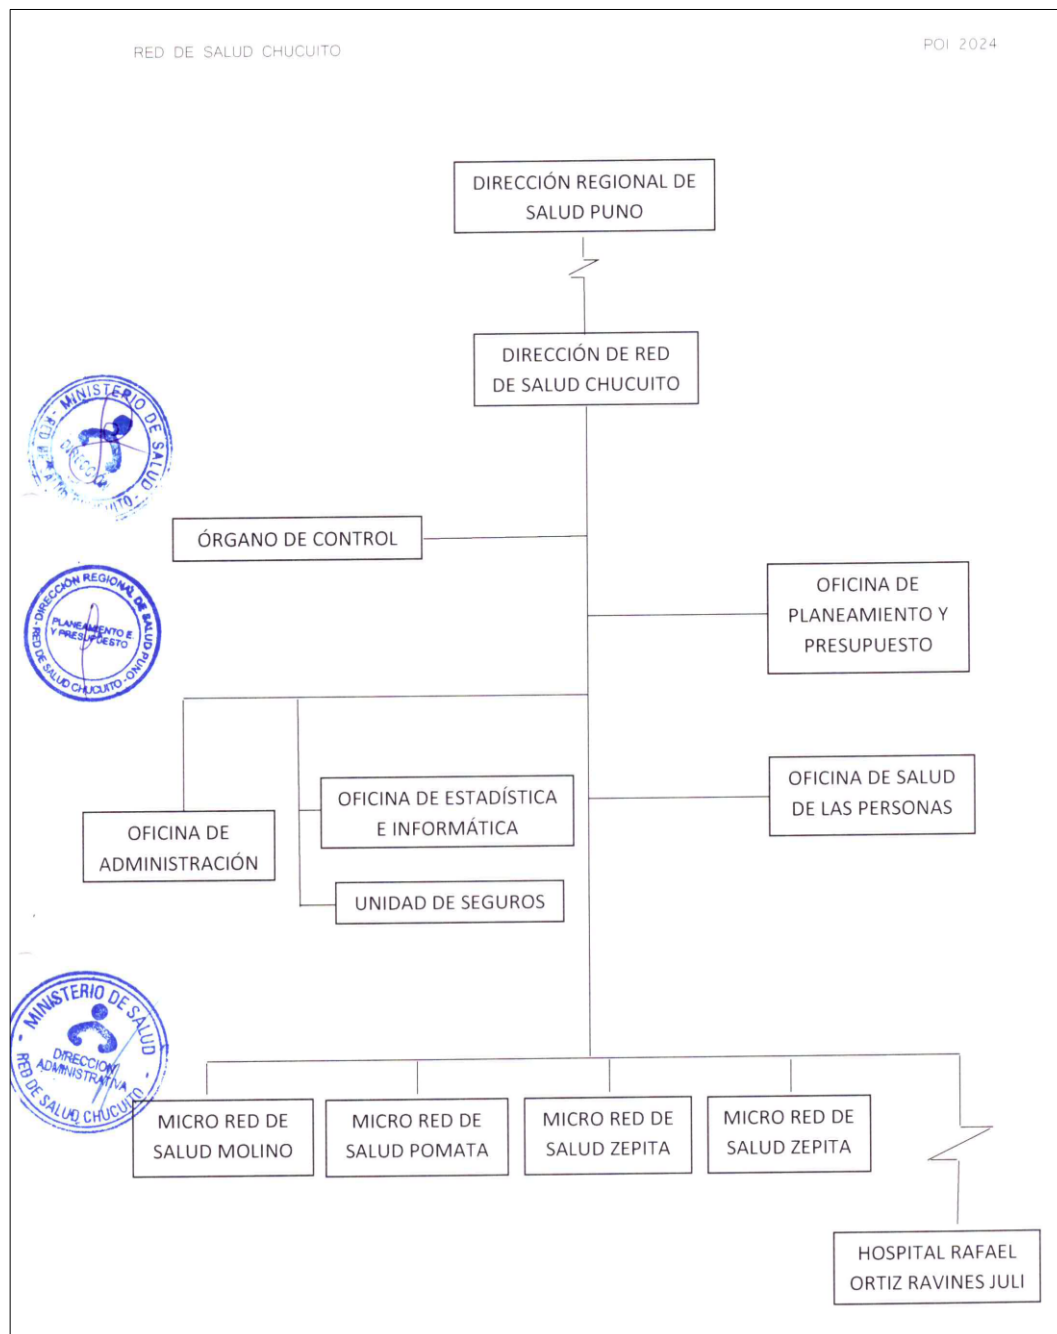 RED DE SALUD CHUCUITO
POI 2024
DIRECCIÓN REGIONAL DE
SALUD PUNO
DIRECCIÓN DE RED
DE SALUD CHUCUITO
- MINISTERIO DE SALUD -
DIRECCIÓN
ÓRGANO DE CONTROL
OFICINA DE
PLANEAMIENTO Y
PRESUPUESTO
DIRECCIÓN REGIONAL DE SALUD PUNO
RED DE SALUD CHUCUITO
PLANEAMIENTO E.
Y PRESUPUESTO
OFICINA DE ESTADÍSTICA
E INFORMÁTICA
OFICINA DE SALUD
DE LAS PERSONAS
OFICINA DE
ADMINISTRACIÓN
UNIDAD DE SEGUROS
- MINISTERIO DE SALUD -
DIRECCION
ADMINISTRATIVA
RED DE SALUD CHUCUITO
MICRO RED DE
SALUD MOLINO
MICRO RED DE
SALUD POMATA
MICRO RED DE
SALUD ZEPITA
MICRO RED DE
SALUD ZEPITA
HOSPITAL RAFAEL
ORTIZ RAVINES JULI